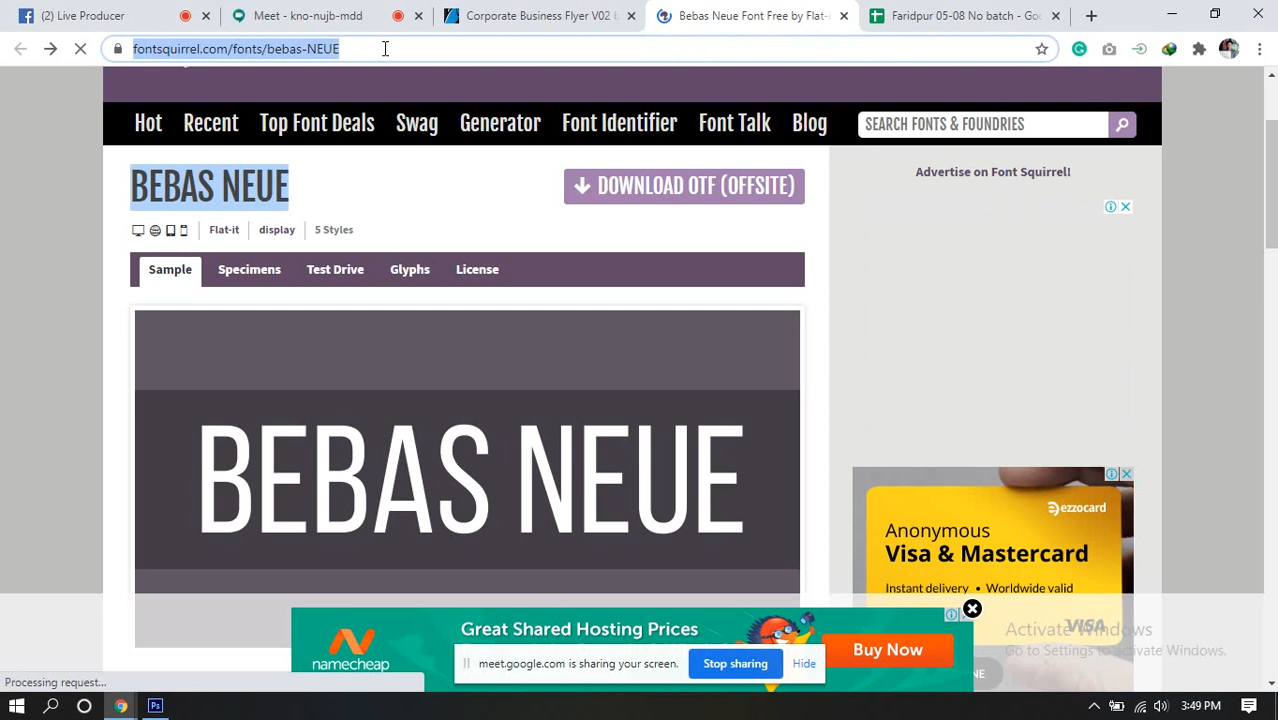 Live Producer
Meet - kno-nujb-mdd
Corporate Business Flyer V02 b
Bebas Neue Font Free by Flat-i
Faridpur 05-08 No batch - Goo
fontsquirrel.com/fonts/bebas-NEUE
Hot Recent Top Font Deals Swag Generator Font Identifier Font Talk Blog
SEARCH FONTS & FOUNDRIES
BEBAS NEUE
DOWNLOAD OTF (OFFSITE)
Advertise on Font Squirrel!
Flat-it display 5 Styles
Sample Specimens Test Drive Glyphs License
BEBAS NEUE
ezzocard
Anonymous
Visa & Mastercard
Instant delivery • Worldwide valid
VISA
Great Shared Hosting Prices
namecheap
Buy Now
meet.google.com is sharing your screen.
Stop sharing
Hide
Activate Windows
Go to Settings to activate Windows.
Processing request...
3:49 PM